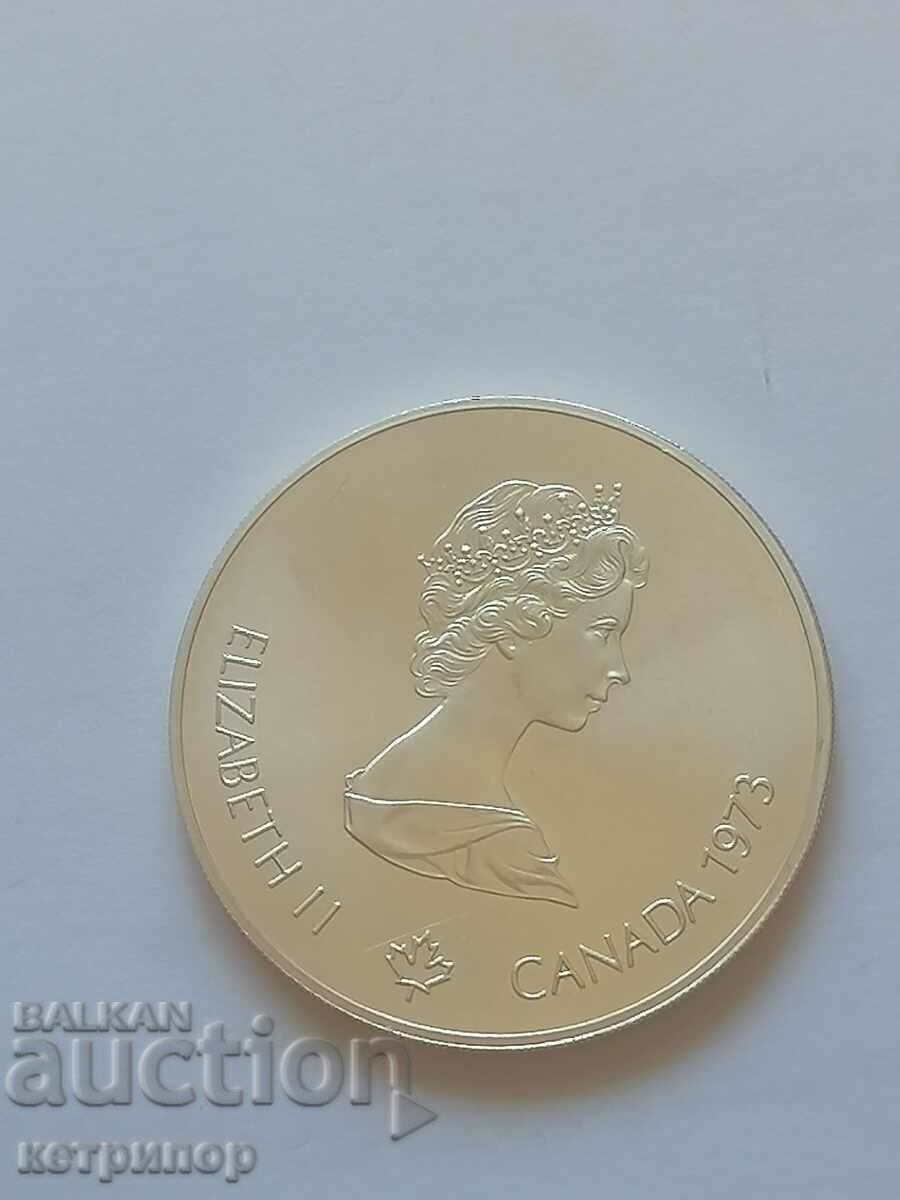 ELIZABETH II
CANADA 1973
BALKAN
auction
кетрипор